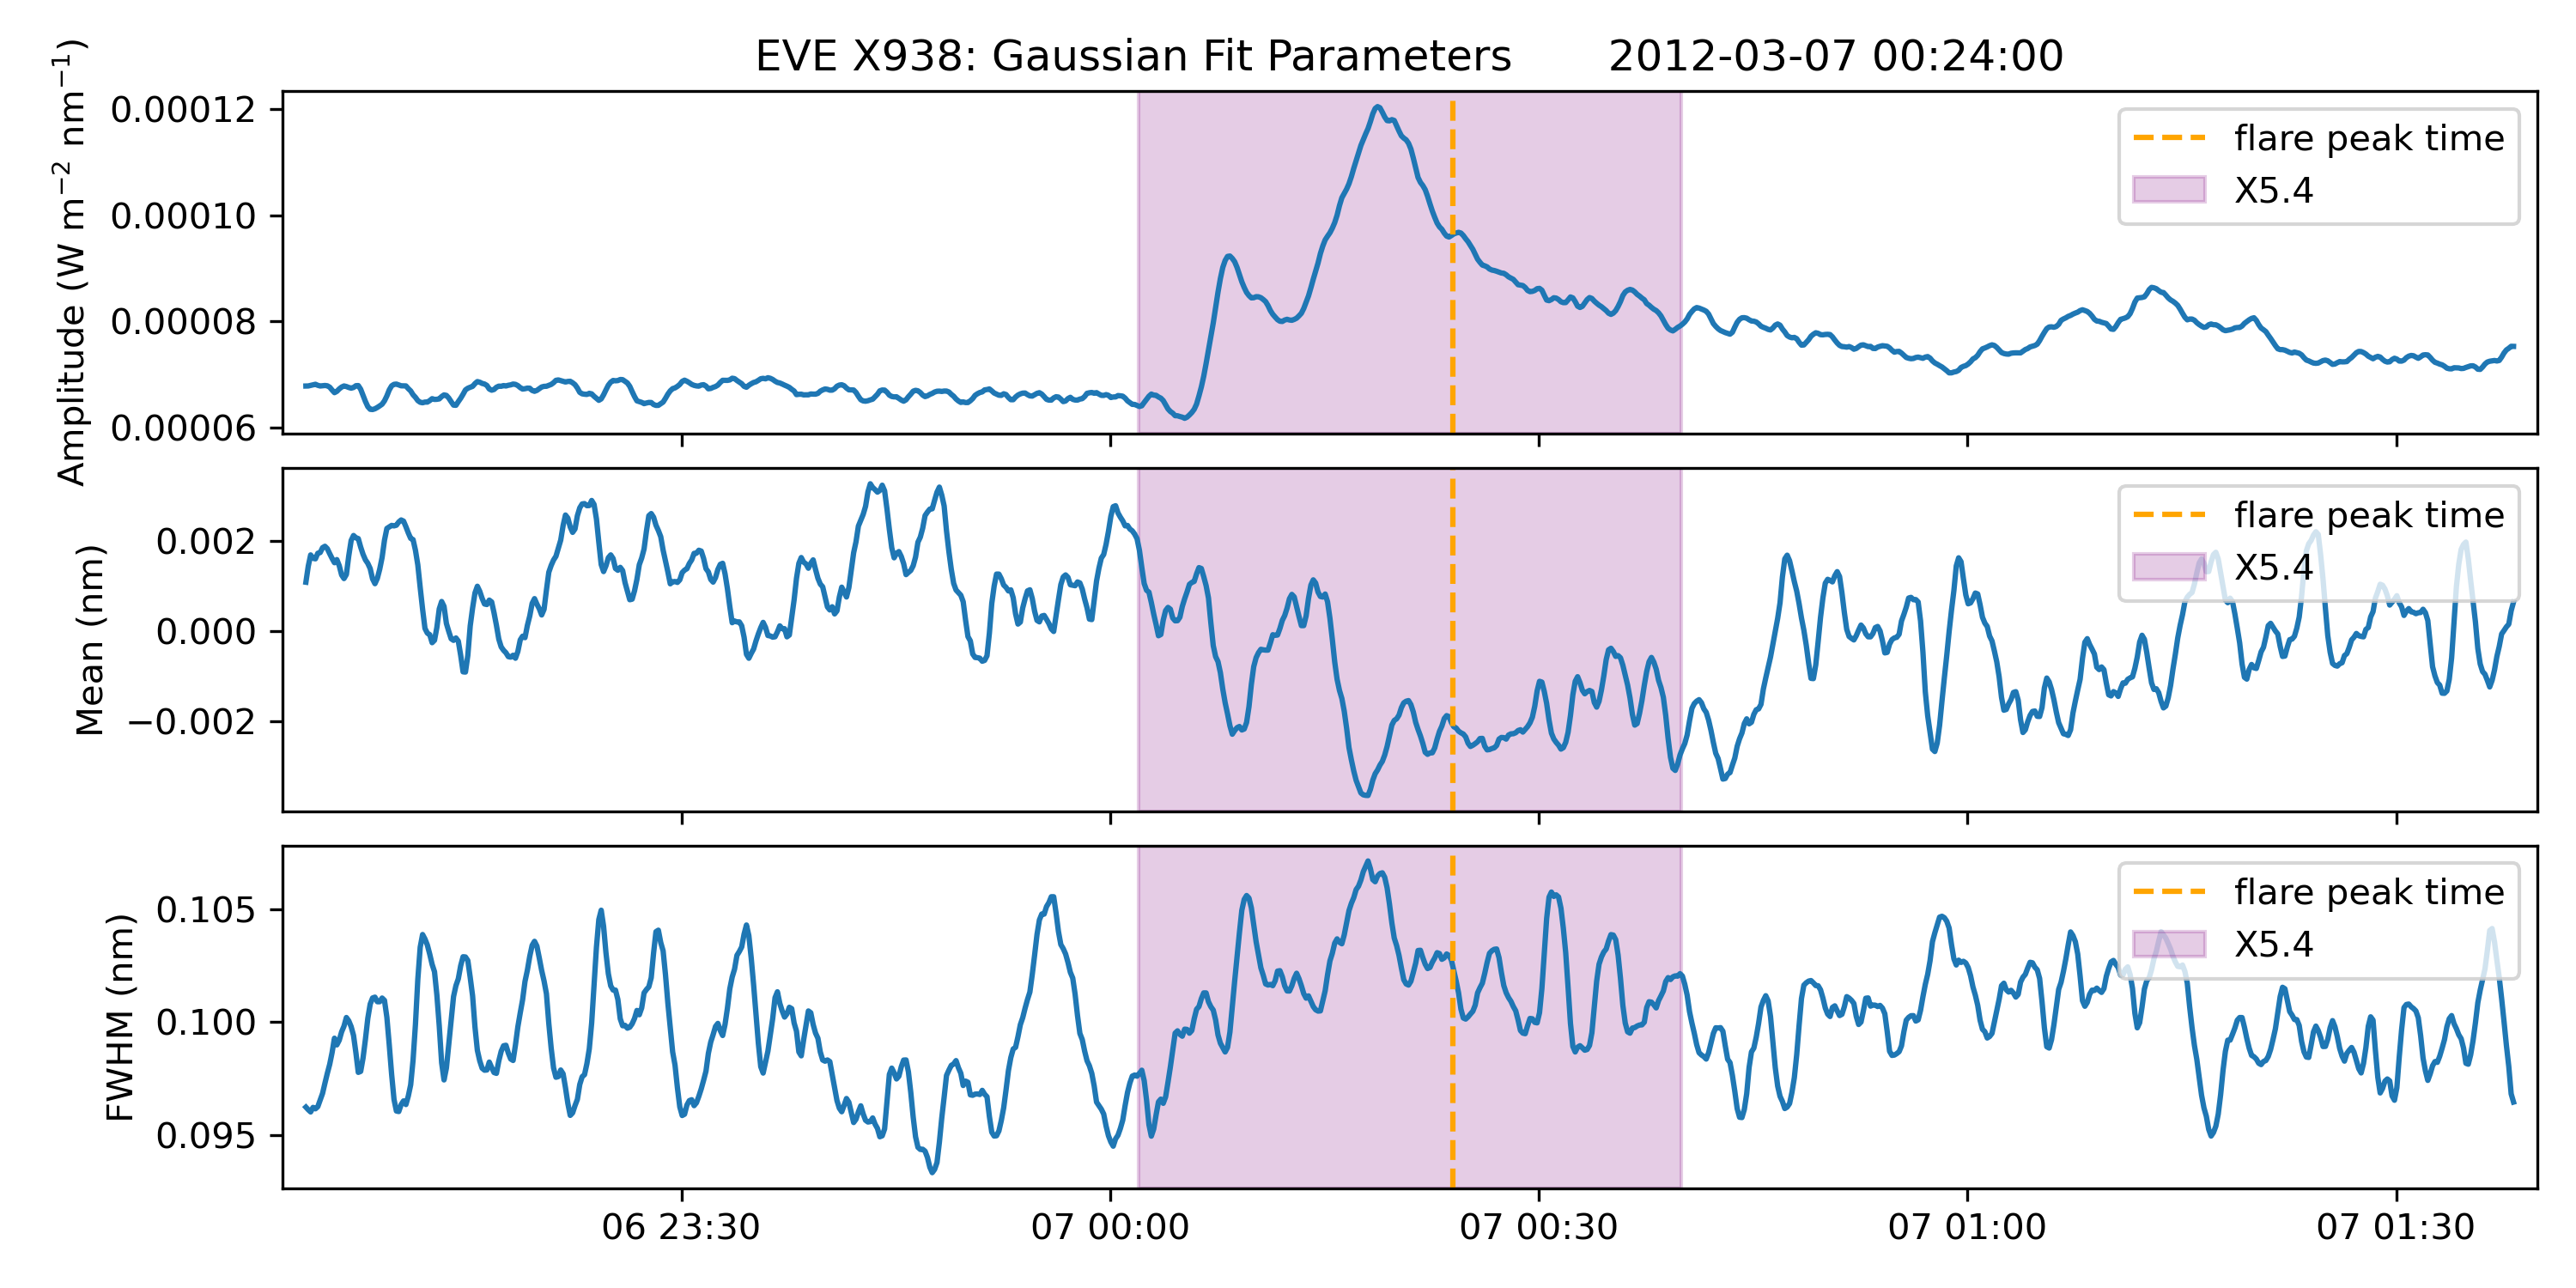 EVE X938: Gaussian Fit Parameters 2012-03-07 00:24:00
Amplitude (W m⁻² nm⁻¹)
0.00012
0.00010
0.00008
0.00006
flare peak time
X5.4
Mean (nm)
0.002
0.000
−0.002
flare peak time
X5.4
FWHM (nm)
0.105
0.100
0.095
flare peak time
X5.4
06 23:30 07 00:00 07 00:30 07 01:00 07 01:30